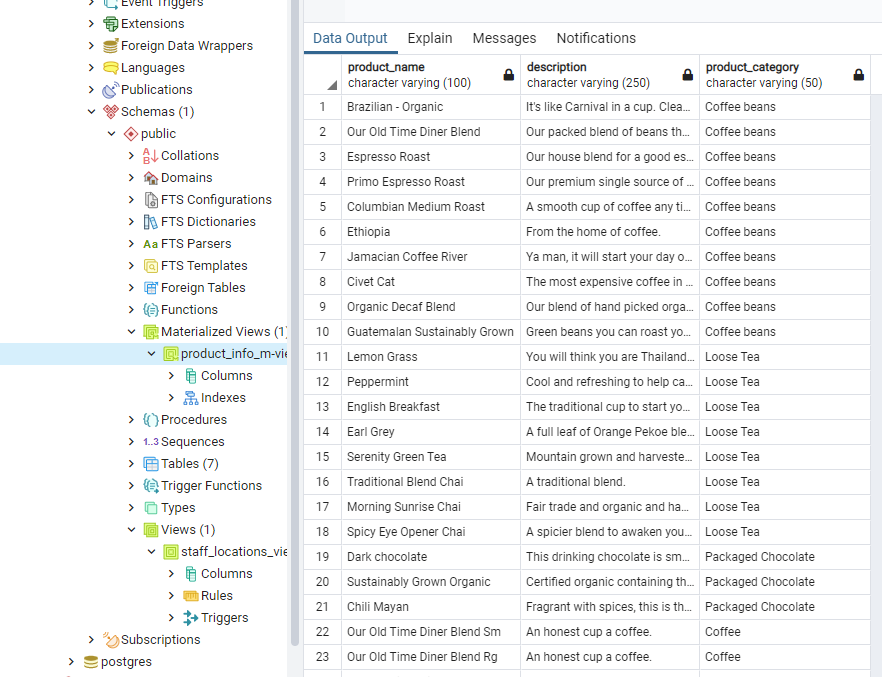 Event Triggers
Extensions
Foreign Data Wrappers
Languages
Publications
Schemas (1)
public
Collations
Domains
FTS Configurations
FTS Dictionaries
Aa FTS Parsers
FTS Templates
Foreign Tables
Functions
Materialized Views (1)
product_info_m-vie
Columns
Indexes
Procedures
1..3 Sequences
Tables (7)
Trigger Functions
Types
Views (1)
staff_locations_vie
Columns
Rules
Triggers
Subscriptions
postgres
Data Output Explain Messages Notifications
product_name description product_category
character varying (100) character varying (250) character varying (50)
1 Brazilian - Organic It's like Carnival in a cup. Clea... Coffee beans
2 Our Old Time Diner Blend Our packed blend of beans th... Coffee beans
3 Espresso Roast Our house blend for a good es... Coffee beans
4 Primo Espresso Roast Our premium single source of ... Coffee beans
5 Columbian Medium Roast A smooth cup of coffee any ti... Coffee beans
6 Ethiopia From the home of coffee. Coffee beans
7 Jamacian Coffee River Ya man, it will start your day o... Coffee beans
8 Civet Cat The most expensive coffee in ... Coffee beans
9 Organic Decaf Blend Our blend of hand picked orga... Coffee beans
10 Guatemalan Sustainably Grown Green beans you can roast yo... Coffee beans
11 Lemon Grass You will think you are Thailand... Loose Tea
12 Peppermint Cool and refreshing to help ca... Loose Tea
13 English Breakfast The traditional cup to start yo... Loose Tea
14 Earl Grey A full leaf of Orange Pekoe ble... Loose Tea
15 Serenity Green Tea Mountain grown and harveste... Loose Tea
16 Traditional Blend Chai A traditional blend. Loose Tea
17 Morning Sunrise Chai Fair trade and organic and ha... Loose Tea
18 Spicy Eye Opener Chai A spicier blend to awaken you... Loose Tea
19 Dark chocolate This drinking chocolate is sm... Packaged Chocolate
20 Sustainably Grown Organic Certified organic containing th... Packaged Chocolate
21 Chili Mayan Fragrant with spices, this is th... Packaged Chocolate
22 Our Old Time Diner Blend Sm An honest cup a coffee. Coffee
23 Our Old Time Diner Blend Rg An honest cup a coffee. Coffee